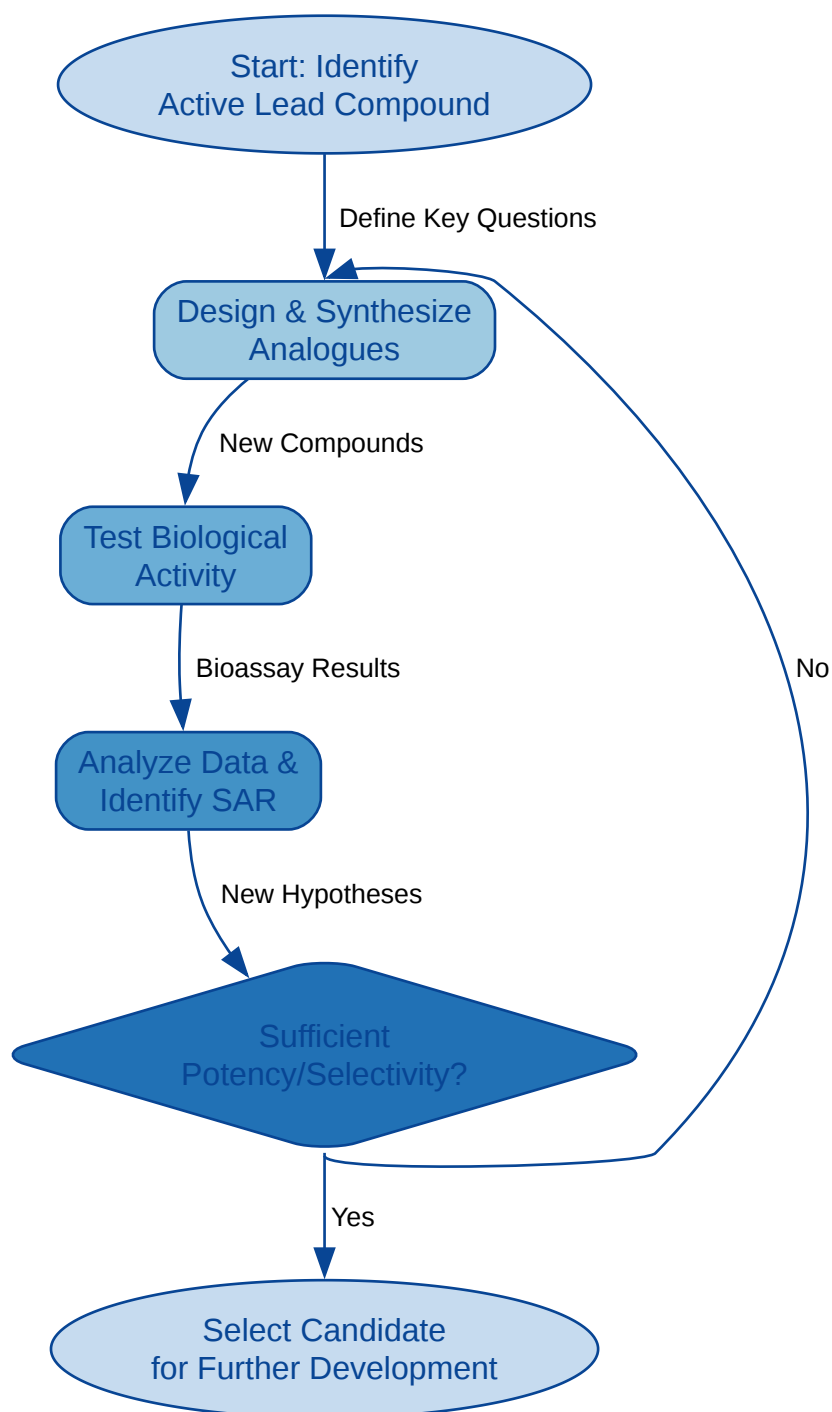 Start: Identify
Active Lead Compound
Define Key Questions
Design & Synthesize
Analogues
New Compounds
Test Biological
Activity
Bioassay Results
No
Analyze Data &
Identify SAR
New Hypotheses
Sufficient
Potency/Selectivity?
Yes
Select Candidate
for Further Development